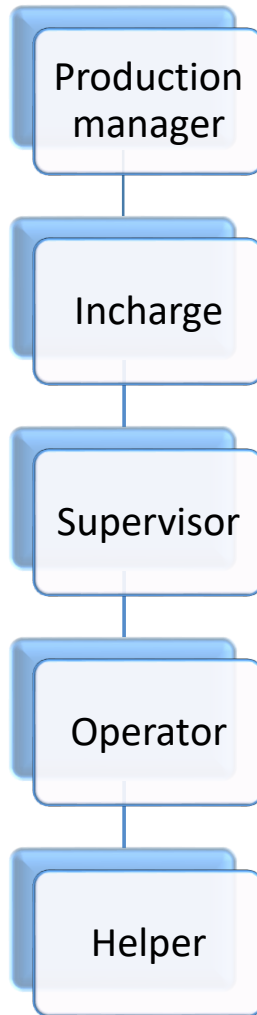 Production
manager
Incharge
Supervisor
Operator
Helper